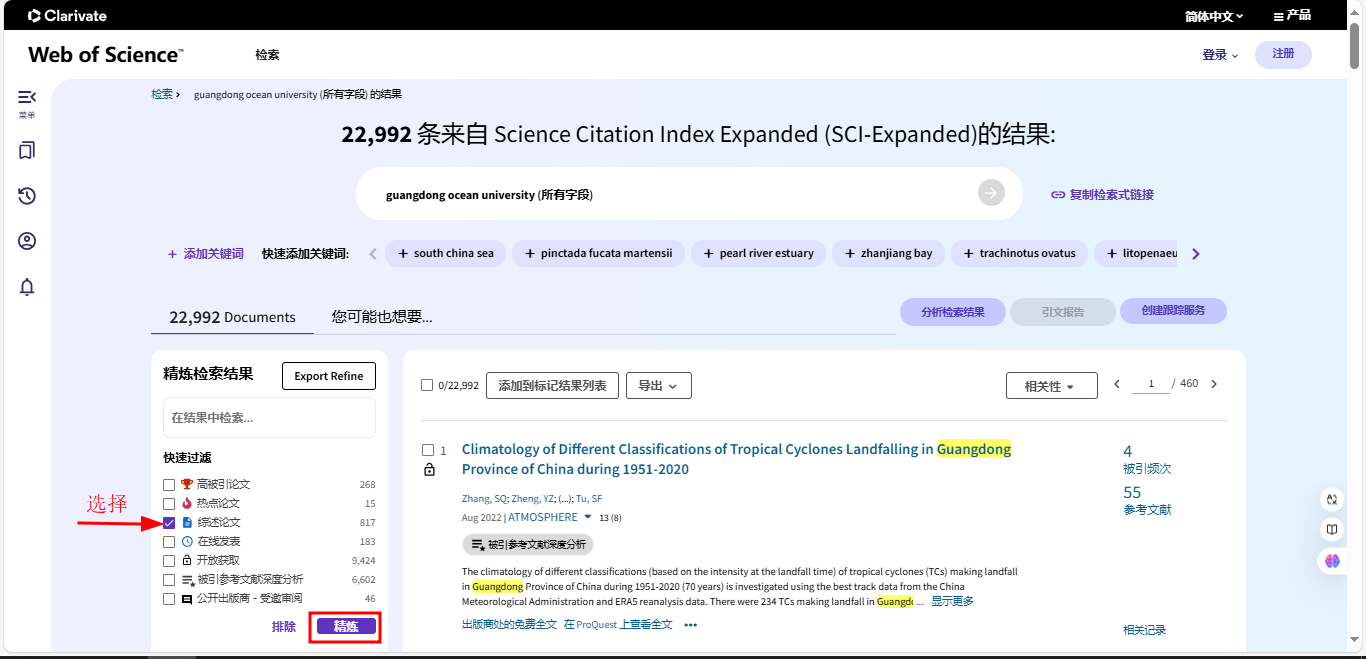 Clarivate 简体中文 产品
Web of Science™ 检索 登录 注册
菜单
检索 > guangdong ocean university (所有字段) 的结果
22,992 条来自 Science Citation Index Expanded (SCI-Expanded)的结果:
guangdong ocean university (所有字段)
复制检索式链接
+ 添加关键词 快速添加关键词: + south china sea + pinctada fucata martensii + pearl river estuary + zhanjiang bay + trachinotus ovatus + litopenaeu
22,992 Documents 您可能也想要... 分析检索结果 引文报告 创建跟踪服务
精炼检索结果 Export Refine
在结果中检索...
快速过滤
高被引论文 268
热点论文 15
选择
综述论文 817
在线发表 183
开放获取 9,424
被引参考文献深度分析 6,602
公开出版商 - 受邀审阅 46
排除 精炼
0/22,992 添加到标记结果列表 导出 相关性 1 / 460
1 Climatology of Different Classifications of Tropical Cyclones Landfalling in Guangdong
Province of China during 1951-2020
Zhang, SQ; Zheng, YZ; (...); Tu, SF
Aug 2022 | ATMOSPHERE 13 (8)
被引参考文献深度分析
The climatology of different classifications (based on the intensity at the landfall time) of tropical cyclones (TCs) making landfall
in Guangdong Province of China during 1951-2020 (70 years) is investigated using the best track data from the China
Meteorological Administration and ERA5 reanalysis data. There were 234 TCs making landfall in Guangdc ... 显示更多
出版商处的免费全文 在 ProQuest 上查看全文 •••
4
被引频次
55
参考文献
相关记录